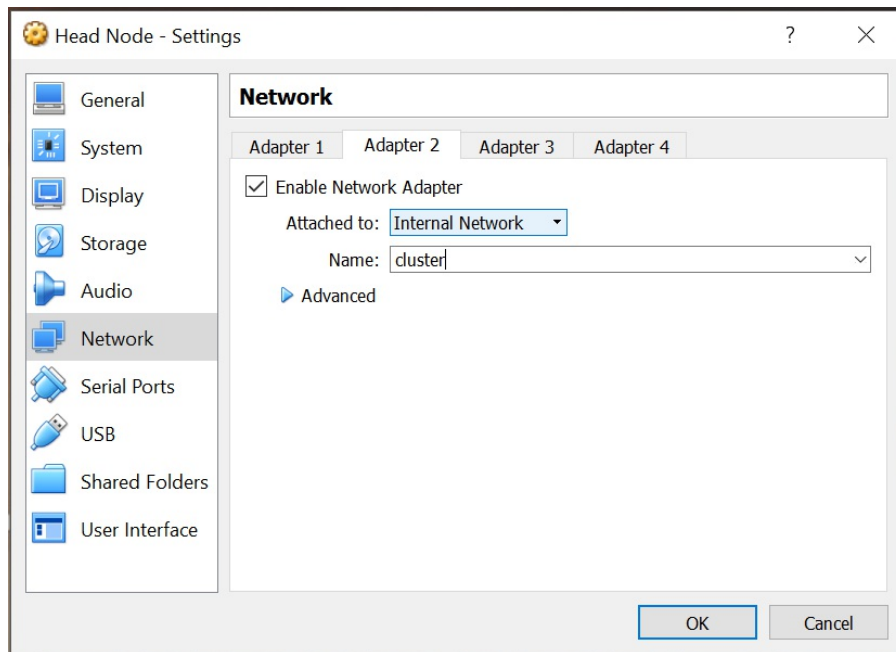 Head Node - Settings
?
General
System
Display
Storage
Audio
Network
Serial Ports
USB
Shared Folders
User Interface
Network
Adapter 1 Adapter 2 Adapter 3 Adapter 4
Enable Network Adapter
Attached to: Internal Network
Name: cluster
Advanced
OK Cancel